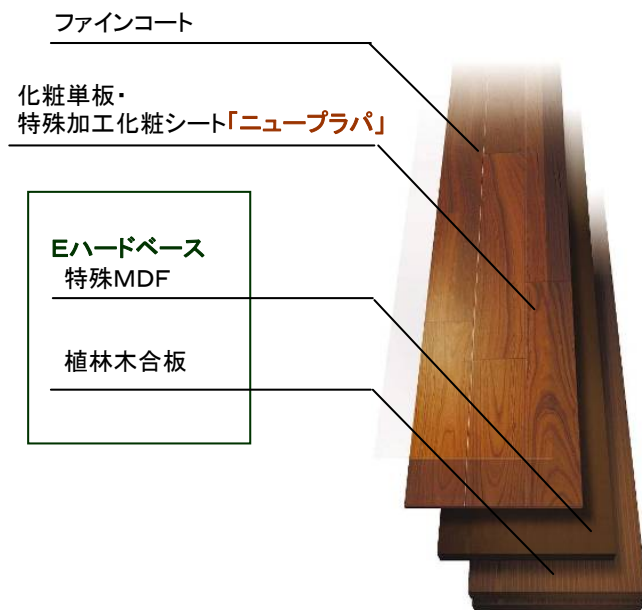 ファインコート
化粧単板・
特殊加工化粧シート「ニュープラパ」
Eハードベース
特殊MDF
植林木合板